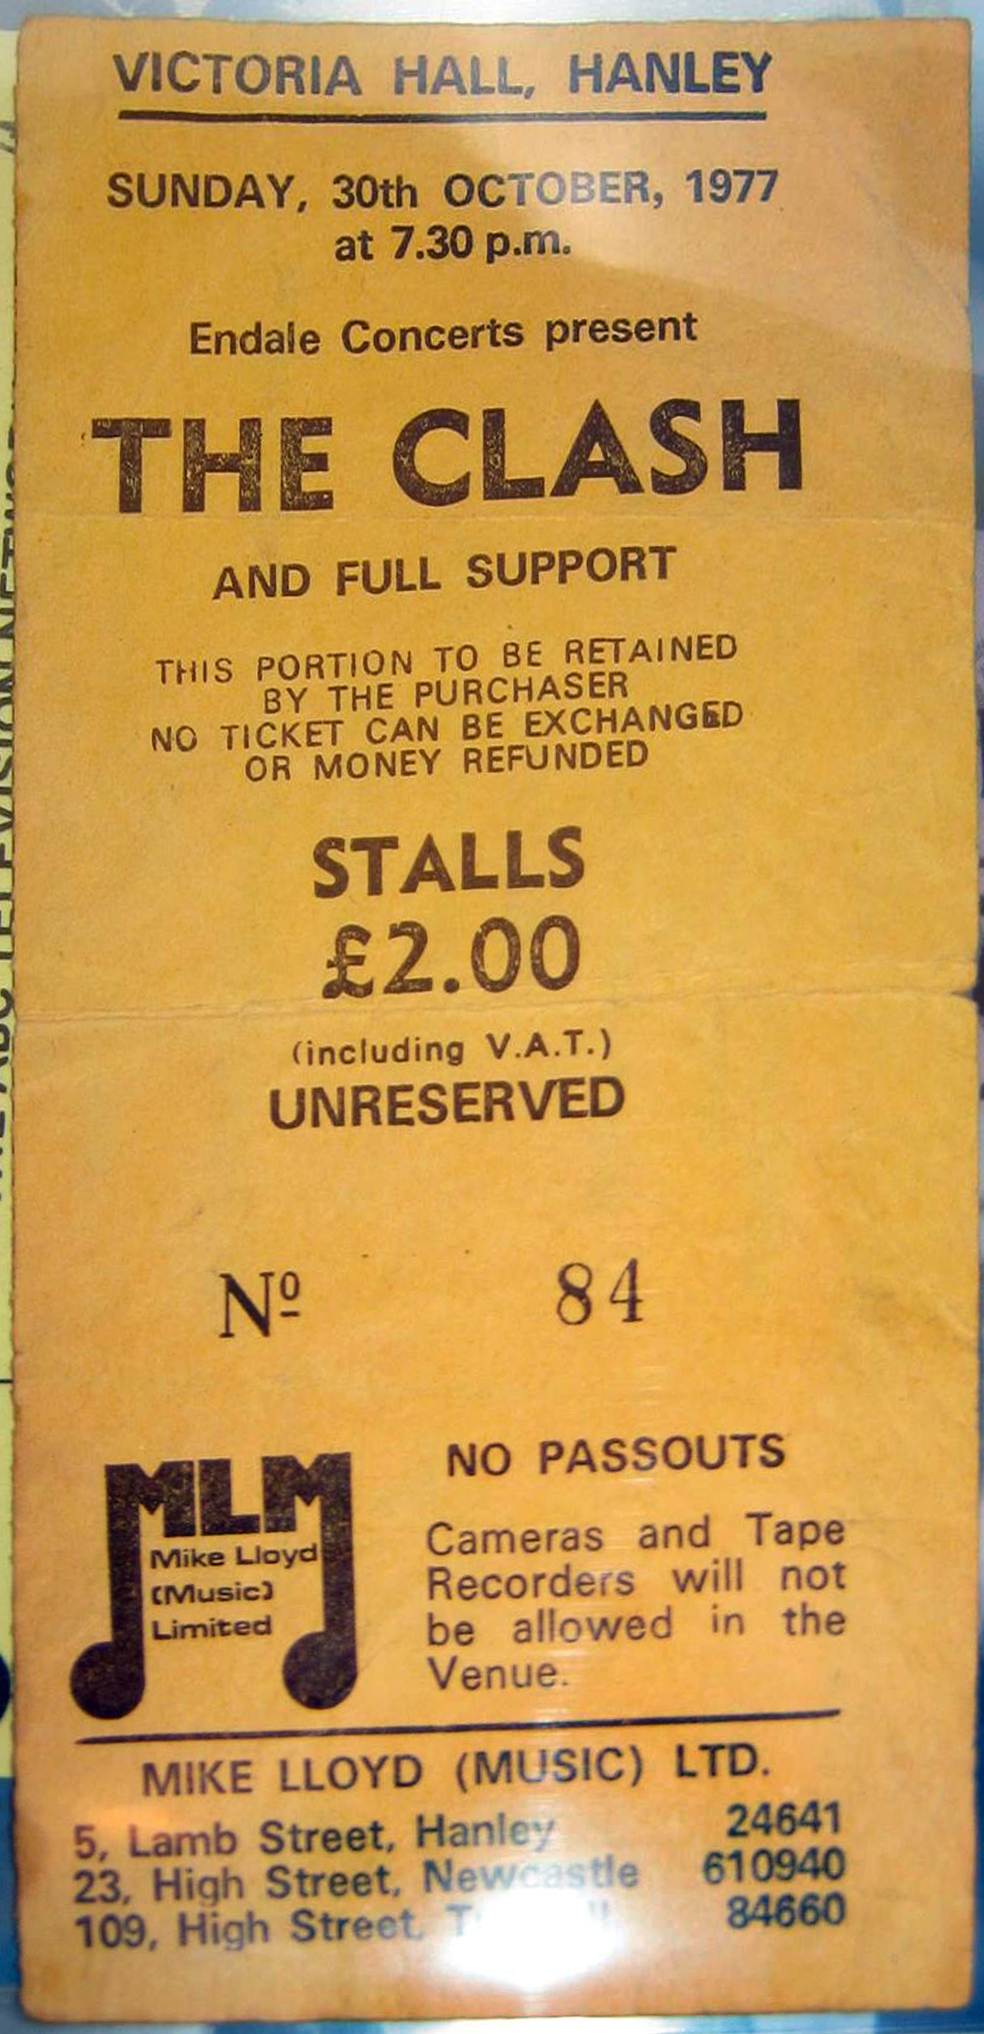 VICTORIA HALL, HANLEY
SUNDAY, 30th OCTOBER, 1977
at 7.30 p.m.
Endale Concerts present
THE CLASH
AND FULL SUPPORT
THIS PORTION TO BE RETAINED
BY THE PURCHASER
NO TICKET CAN BE EXCHANGED
OR MONEY REFUNDED
STALLS
£2.00
(including V.A.T.)
UNRESERVED
Nº 84
MLM
Mike Lloyd
(Music)
Limited
NO PASSOUTS
Cameras and Tape
Recorders will not
be allowed in the
Venue.
MIKE LLOYD (MUSIC) LTD.
5, Lamb Street, Hanley 24641
23, High Street, Newcastle 610940
109, High Street, 84660